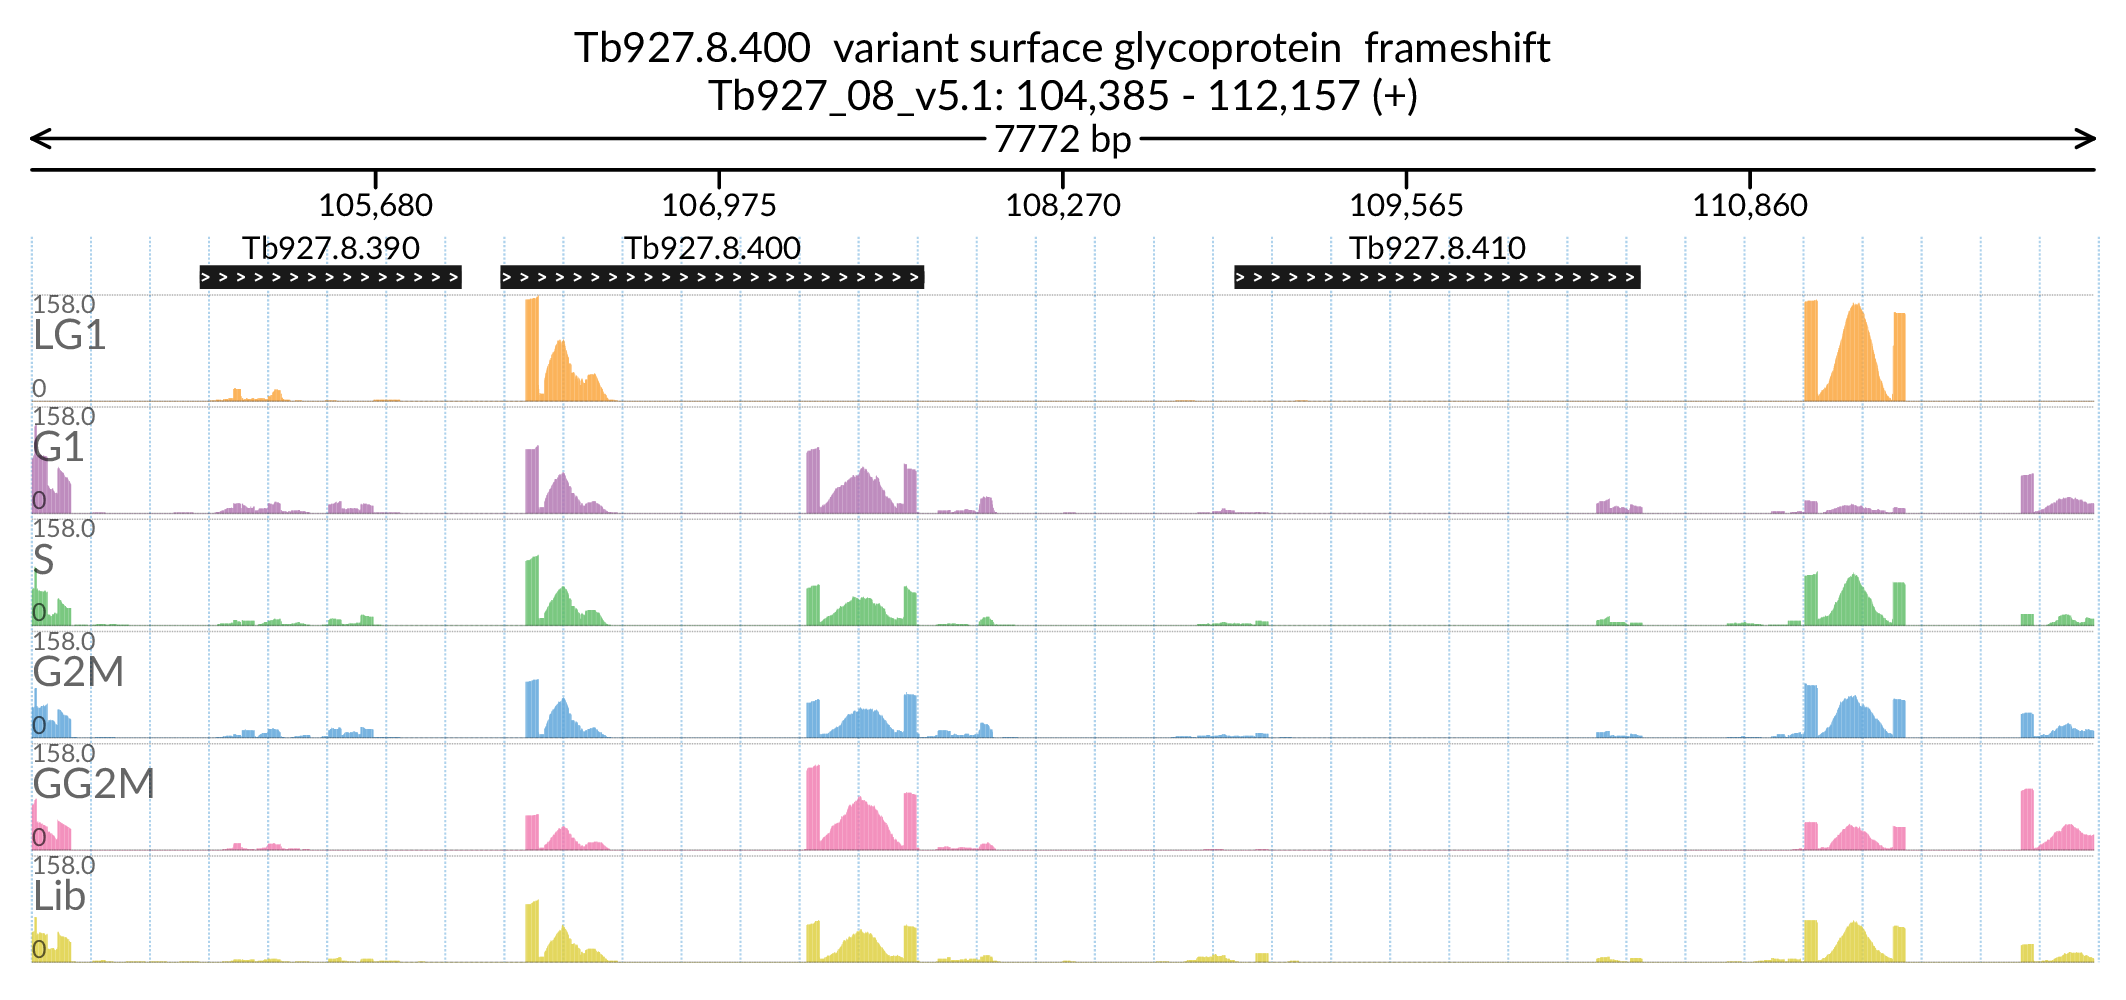 Tb927.8.400 variant surface glycoprotein frameshift
Tb927_08_v5.1: 104,385 - 112,157 (+)
7772 bp
105,680 106,975 108,270 109,565 110,860
Tb927.8.390 Tb927.8.400 Tb927.8.410
158.0
LG1
0
158.0
G1
0
158.0
S
0
158.0
G2M
0
158.0
GG2M
0
158.0
Lib
0